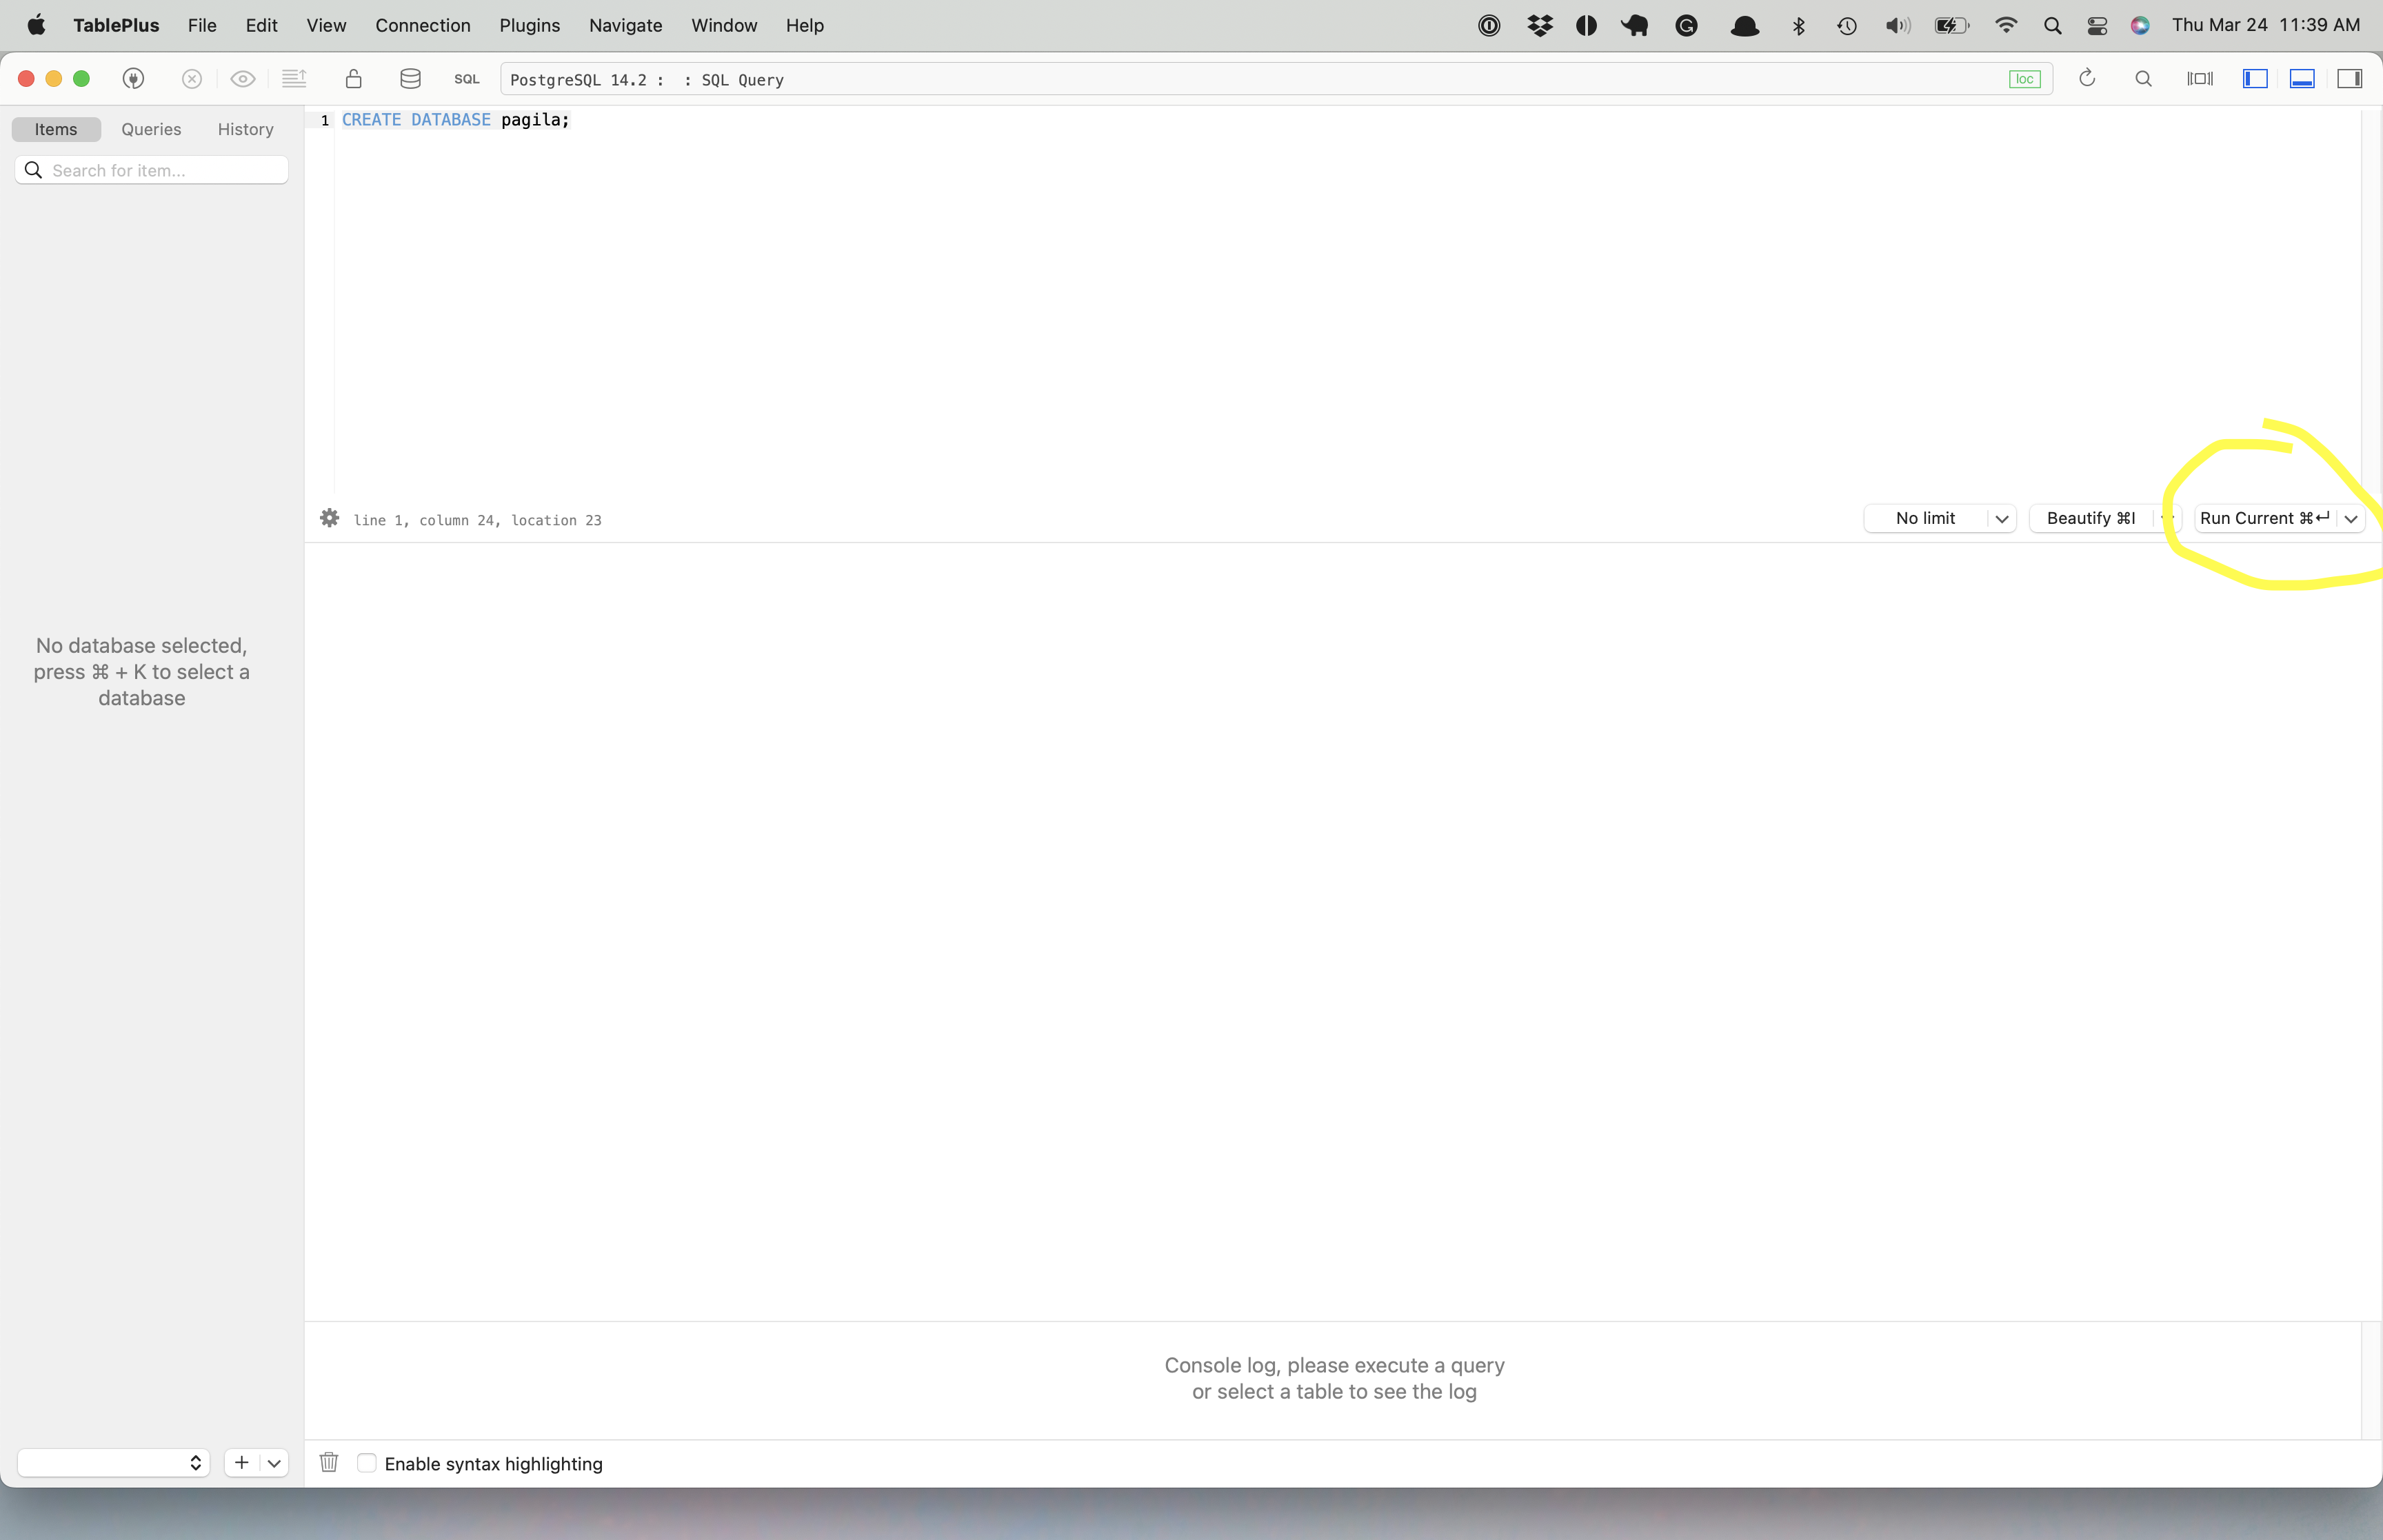 TablePlus File Edit View Connection Plugins Navigate Window Help Thu Mar 24 11:39 AM
SQL PostgreSQL 14.2 : : SQL Query loc
Items Queries History
Search for item...
1 CREATE DATABASE pagila;
line 1, column 24, location 23 No limit Beautify ⌘I Run Current ⌘↵
No database selected,
press ⌘ + K to select a
database
Console log, please execute a query
or select a table to see the log
Enable syntax highlighting